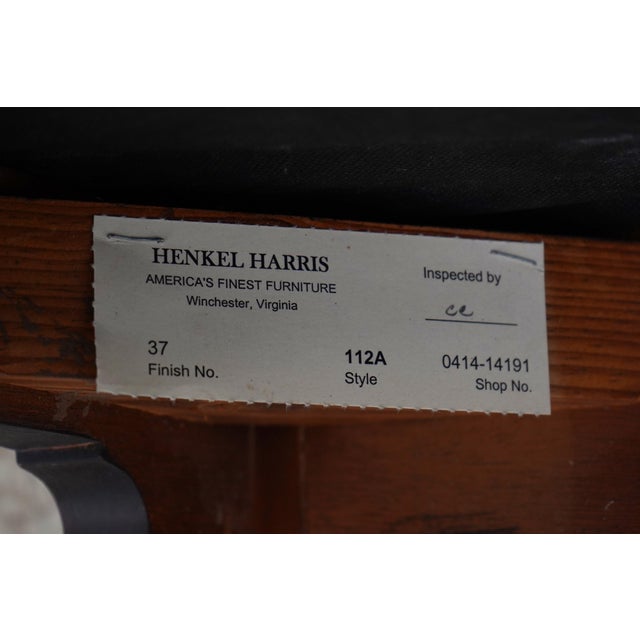 HENKEL HARRIS
AMERICA'S FINEST FURNITURE
Winchester, Virginia
Inspected by
ce
37
Finish No.
112A
Style
0414-14191
Shop No.